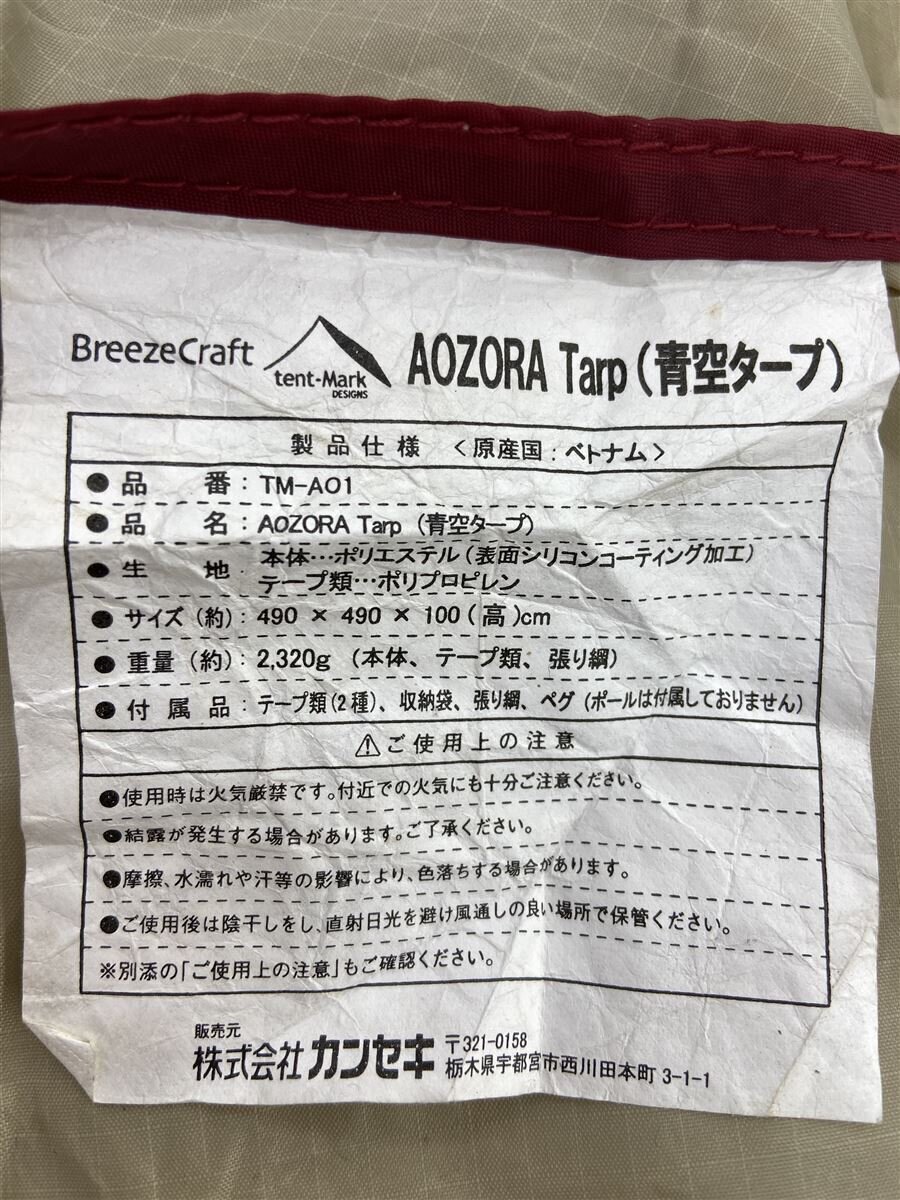 BreezeCraft tent-Mark DESIGNS AOZORA Tarp（青空タープ）
製品仕様 〈原産国：ベトナム〉
●品番：TM-A01
●品名：AOZORA Tarp（青空タープ）
●生地：本体…ポリエステル（表面シリコンコーティング加工）
テープ類…ポリプロピレン
●サイズ（約）：490 × 490 × 100（高）cm
●重量（約）：2,320g （本体、テープ類、張り綱）
●付属品：テープ類（2種）、収納袋、張り綱、ペグ（ポールは付属しておりません）
⚠ご使用上の注意
●使用時は火気厳禁です。付近での火気にも十分ご注意ください。
●結露が発生する場合があります。ご了承ください。
●摩擦、水濡れや汗等の影響により、色落ちする場合があります。
●ご使用後は陰干しをし、直射日光を避け風通しの良い場所で保管ください。
※別添の「ご使用上の注意」もご確認ください。
販売元
株式会社カンセキ 〒321-0158
栃木県宇都宮市西川田本町 3-1-1